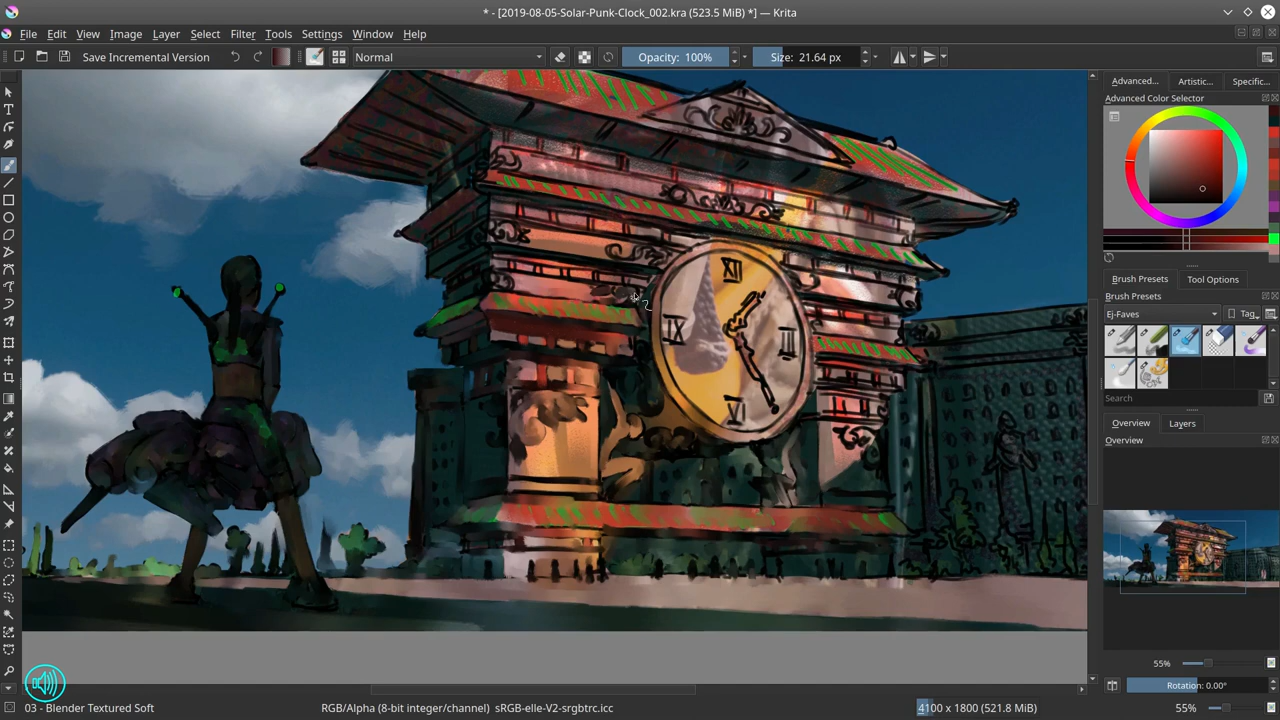 * - [2019-08-05-Solar-Punk-Clock_002.kra (523.5 MiB) *] — Krita
File Edit View Image Layer Select Filter Tools Settings Window Help
Save Incremental Version Normal Opacity: 100% Size: 21.64 px
Advanced... Artistic... Specific...
Advanced Color Selector
XII
IX
III
VI
Brush Presets Tool Options
Brush Presets
Ej-Faves Tag
Search
Overview Layers
Overview
55%
Rotation: 0.00°
03 - Blender Textured Soft RGB/Alpha (8-bit integer/channel) sRGB-elle-V2-srgbtrc.icc 4100 x 1800 (521.8 MiB) 55%